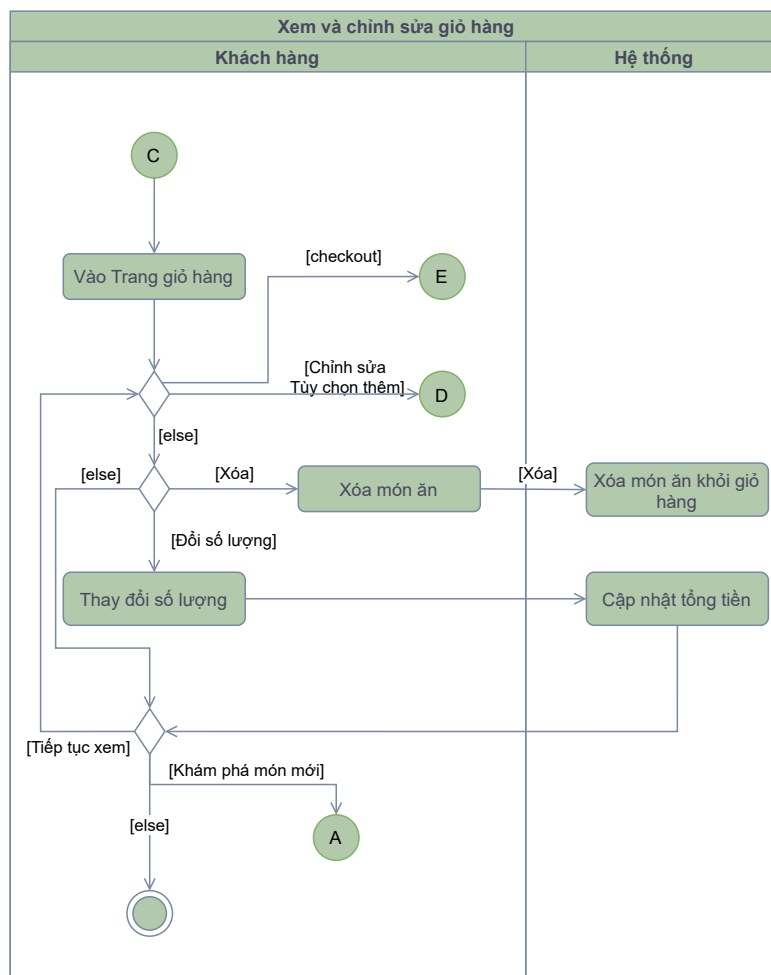 Xem và chỉnh sửa giỏ hàng
Khách hàng
Hệ thống
C
Vào Trang giỏ hàng
[checkout]
E
[Chỉnh sửa
Tùy chọn thêm]
D
[else]
[else]
[Xóa]
Xóa món ăn
[Xóa]
Xóa món ăn khỏi giỏ
hàng
[Đổi số lượng]
Thay đổi số lượng
Cập nhật tổng tiền
[Tiếp tục xem]
[Khám phá món mới]
[else]
A